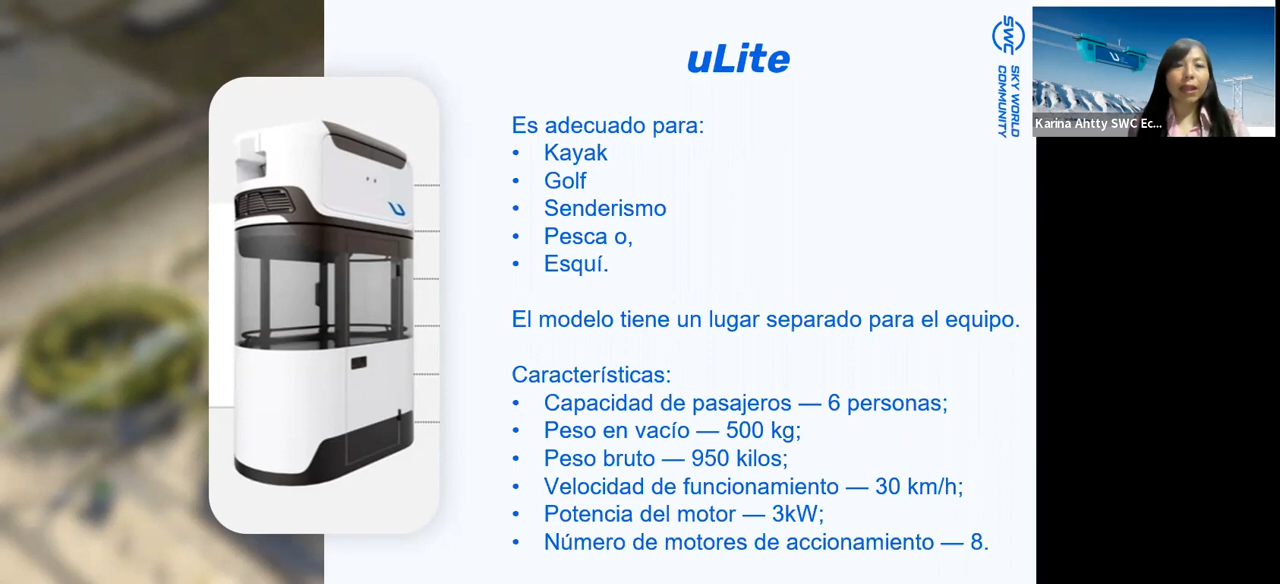 uLite
SWC
SKY WORLD
COMMUNITY
Karina Ahtty SWC Ec...
Es adecuado para:
• Kayak
• Golf
• Senderismo
• Pesca o,
• Esquí.
El modelo tiene un lugar separado para el equipo.
Características:
• Capacidad de pasajeros — 6 personas;
• Peso en vacío — 500 kg;
• Peso bruto — 950 kilos;
• Velocidad de funcionamiento — 30 km/h;
• Potencia del motor — 3kW;
• Número de motores de accionamiento — 8.